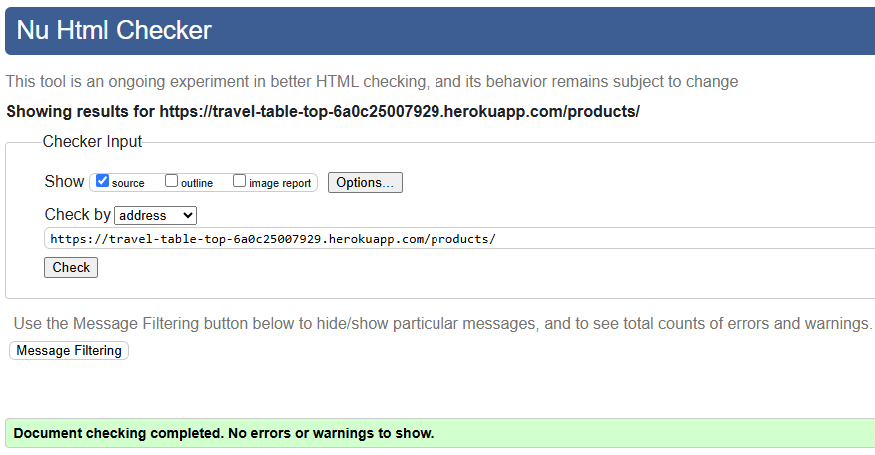 Nu Html Checker
This tool is an ongoing experiment in better HTML checking, and its behavior remains subject to change
Showing results for https://travel-table-top-6a0c25007929.herokuapp.com/products/
Checker Input
Show source outline image report Options...
Check by address
https://travel-table-top-6a0c25007929.herokuapp.com/products/
Check
Use the Message Filtering button below to hide/show particular messages, and to see total counts of errors and warnings.
Message Filtering
Document checking completed. No errors or warnings to show.